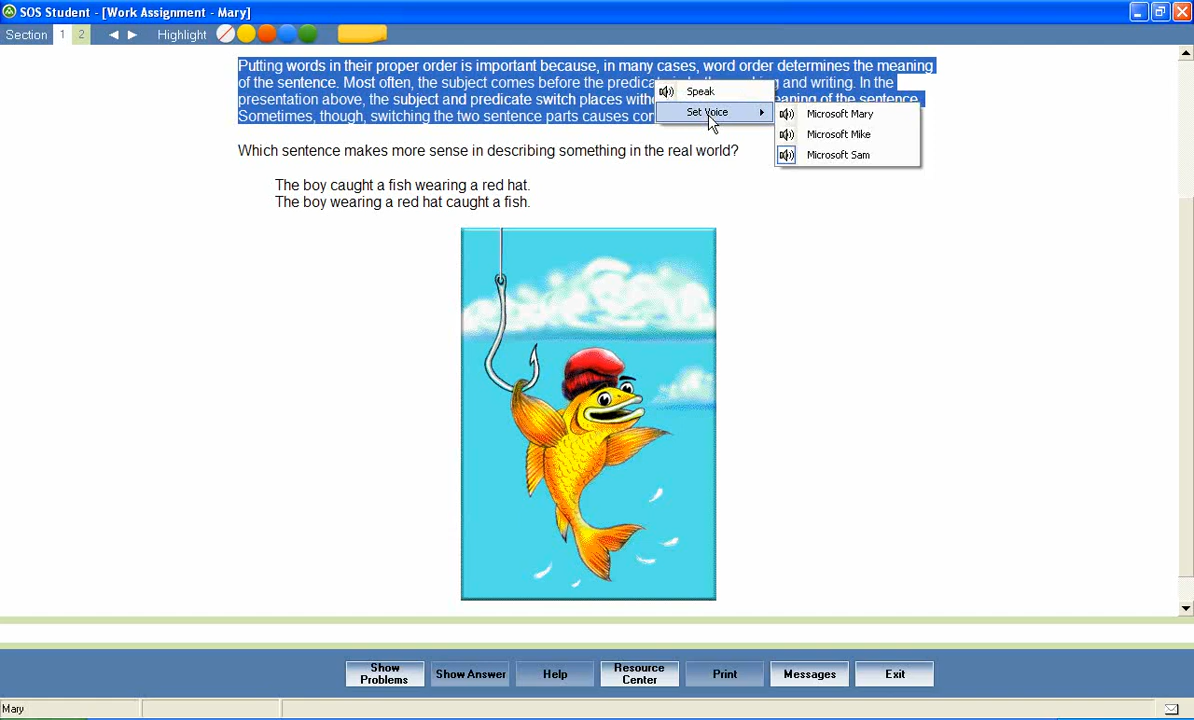 SOS Student - [Work Assignment - Mary]
Section 1 2 Highlight
Putting words in their proper order is important because, in many cases, word order determines the meaning
of the sentence. Most often, the subject comes before the and writing. In the
presentation above, the subject and predicate switch places of the sentence.
Sometimes, though, switching the two sentence parts causes
Speak
Set Voice
Microsoft Mary
Microsoft Mike
Microsoft Sam
Which sentence makes more sense in describing something in the real world?
The boy caught a fish wearing a red hat.
The boy wearing a red hat caught a fish.
Show Problems Show Answer Help Resource Center Print Messages Exit
Mary